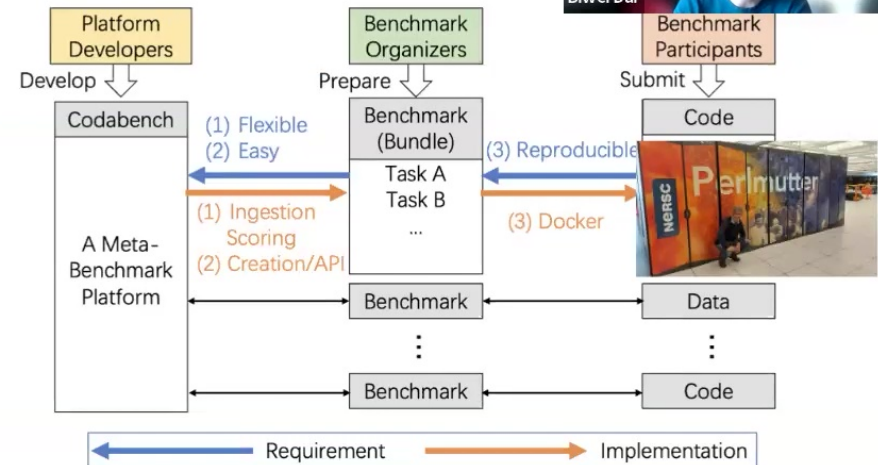 Platform
Developers
Benchmark
Organizers
Benchmark
Participants
Develop
Prepare
Submit
Codabench
(1) Flexible
(2) Easy
Benchmark
(Bundle)
Code
(3) Reproducible
Task A
Task B
...
(1) Ingestion
Scoring
(2) Creation/API
(3) Docker
NERSC
Perlmutter
A Meta-
Benchmark
Platform
Benchmark
Data
Benchmark
Code
Requirement
Implementation